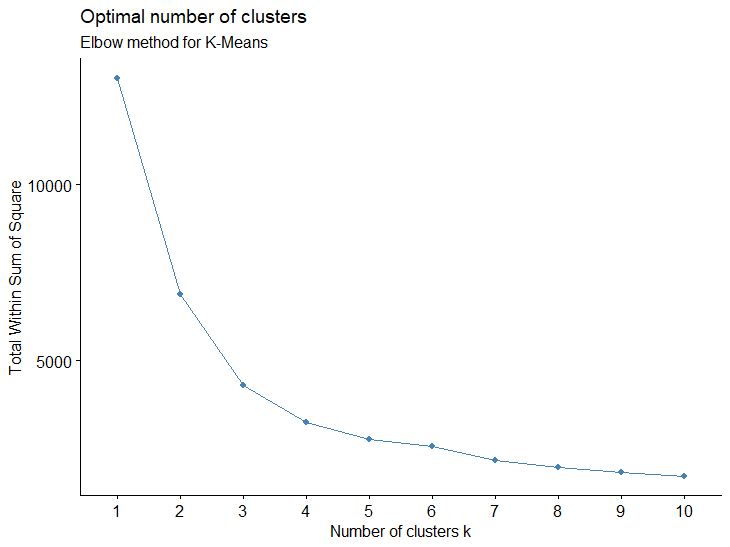 Optimal number of clusters
Elbow method for K-Means
Total Within Sum of Square
10000
5000
1 2 3 4 5 6 7 8 9 10
Number of clusters k